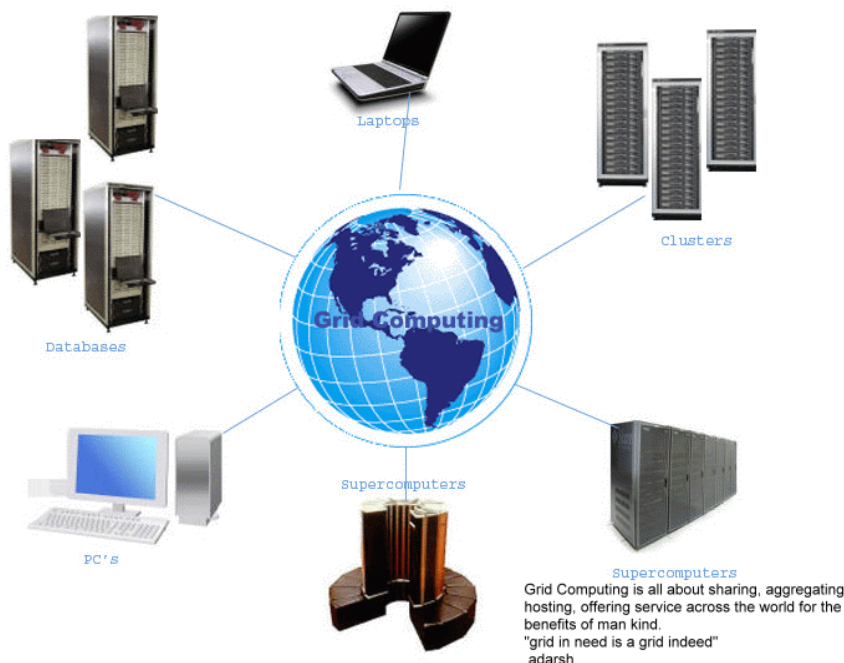 Laptops
Clusters
Grid Computing
Databases
Supercomputers
PC's
Supercomputers
Grid Computing is all about sharing, aggregating
hosting, offering service across the world for the
benefits of man kind.
"grid in need is a grid indeed"
adarsh